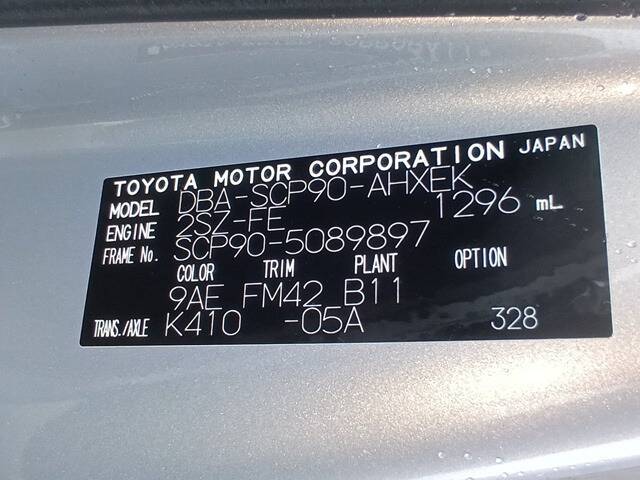 TOYOTA MOTOR CORPORATION JAPAN
MODEL DBA-SCP90-AHXEK
ENGINE 2SZ-FE 1296 mL
FRAME No. SCP90-5089897
COLOR TRIM PLANT OPTION
9AE FM42 B11
TRANS./AXLE K410 -05A 328